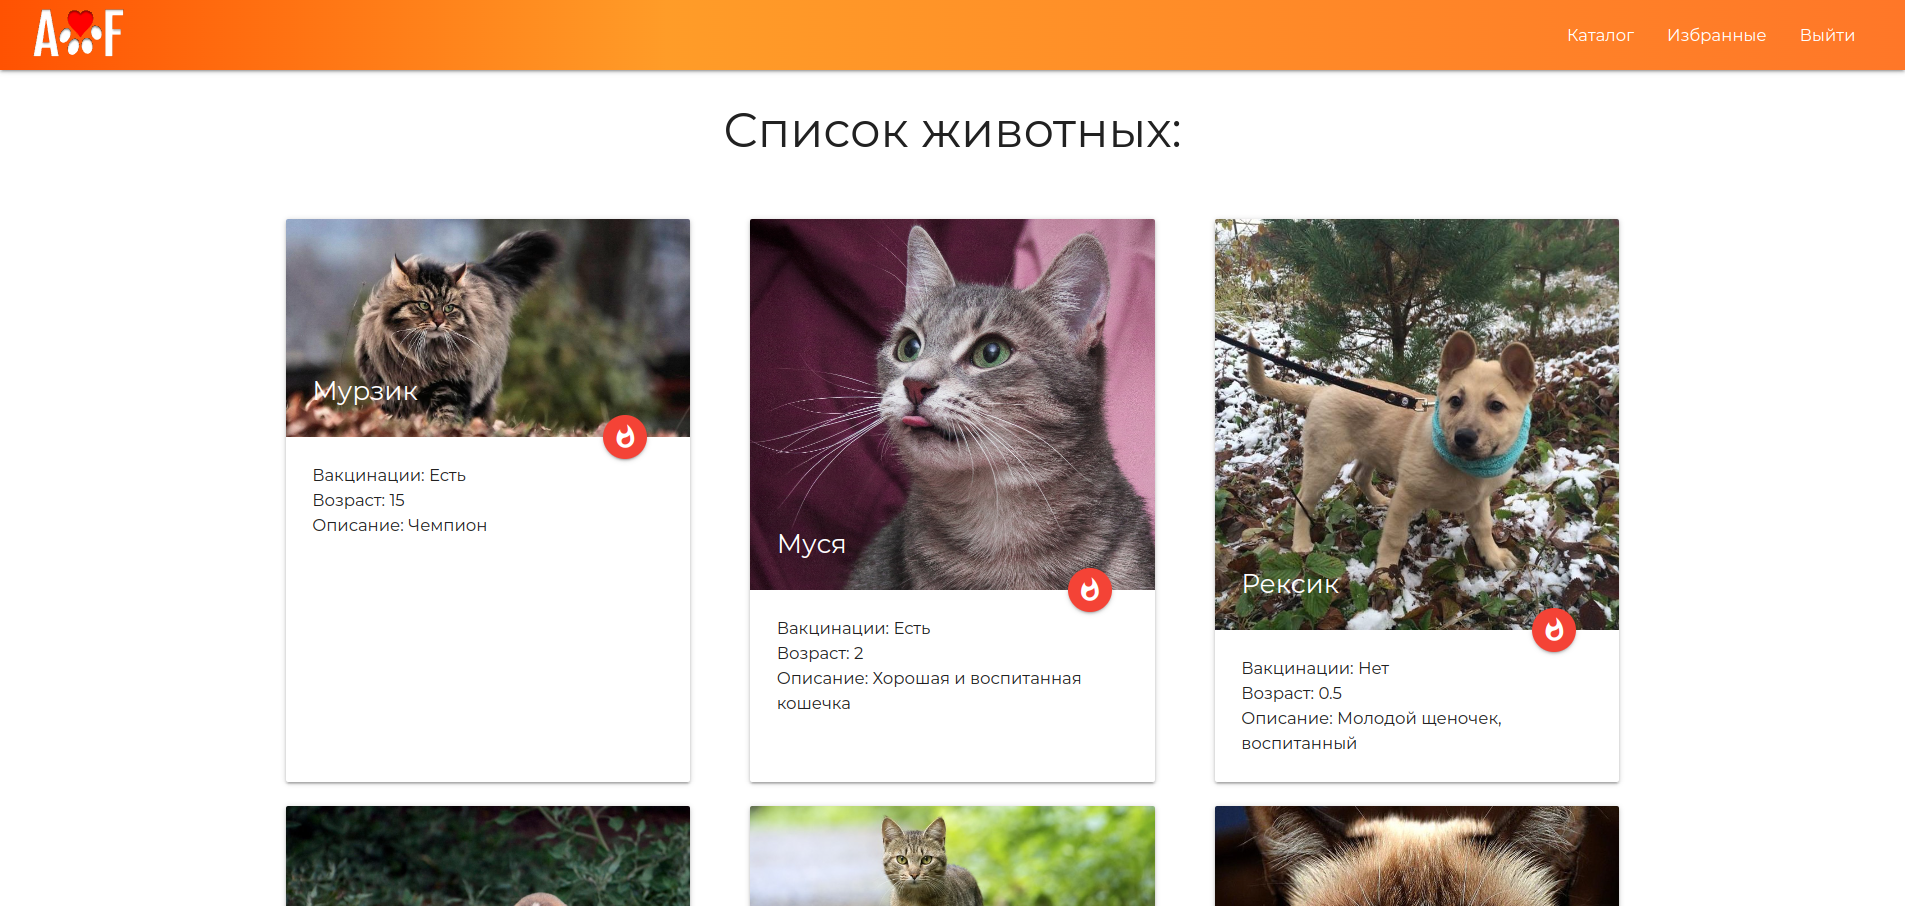 AF
Каталог Избранные Выйти
Список животных:
Мурзик
Вакцинации: Есть
Возраст: 15
Описание: Чемпион
Муся
Вакцинации: Есть
Возраст: 2
Описание: Хорошая и воспитанная
кошечка
Рексик
Вакцинации: Нет
Возраст: 0.5
Описание: Молодой щеночек,
воспитанный